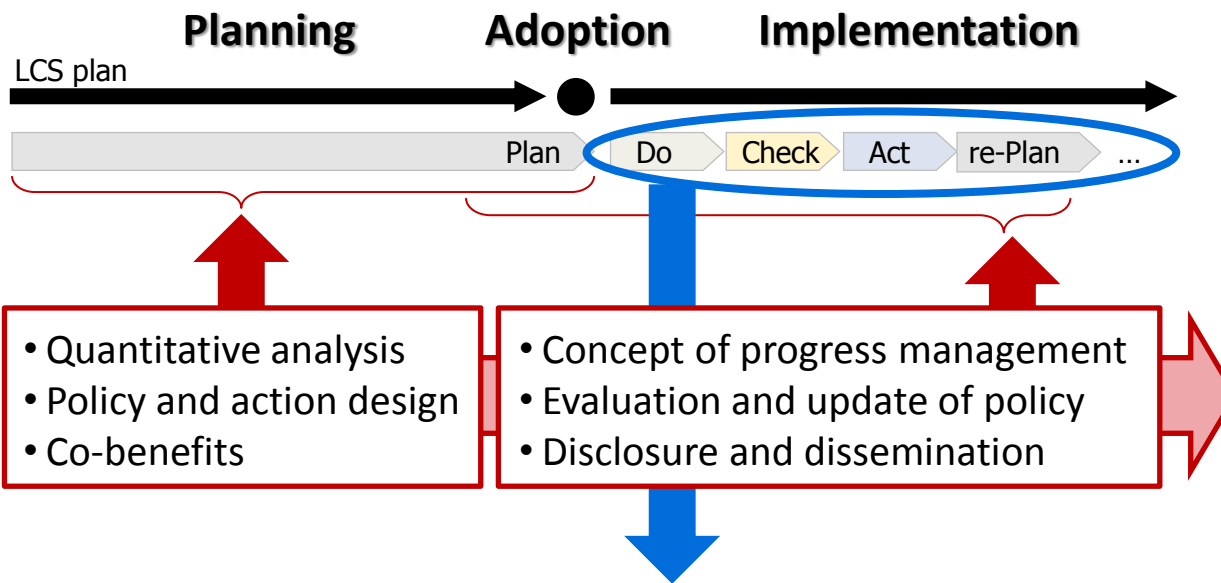 Planning Adoption Implementation
LCS plan
Plan Do Check Act re-Plan ...
• Quantitative analysis
• Policy and action design
• Co-benefits
• Concept of progress management
• Evaluation and update of policy
• Disclosure and dissemination